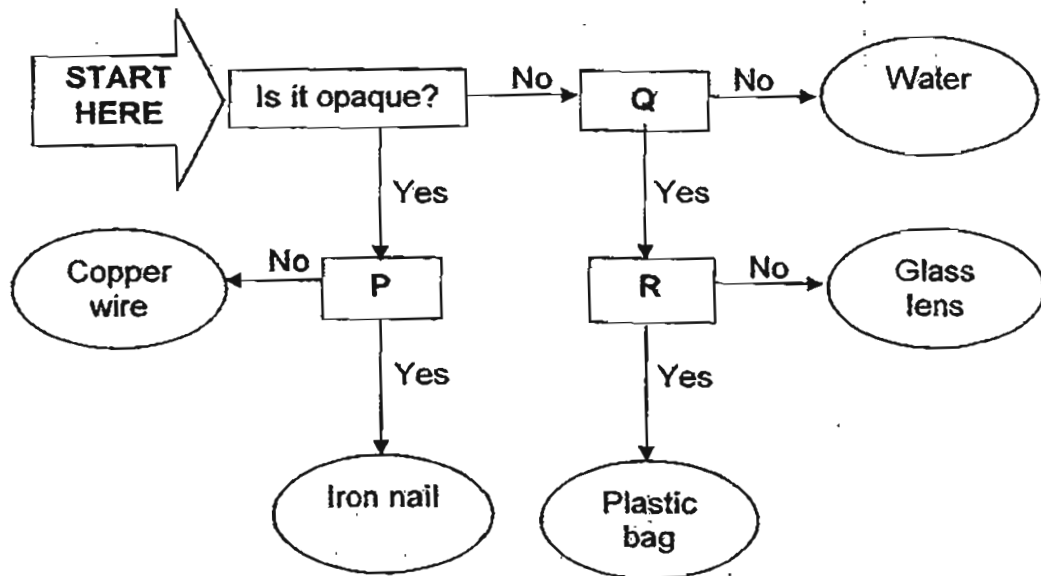 START
HERE
Is it opaque?
No
Q
No
Water
Yes
Yes
Copper
wire
No
P
R
No
Glass
lens
Yes
Yes
Iron nail
Plastic
bag